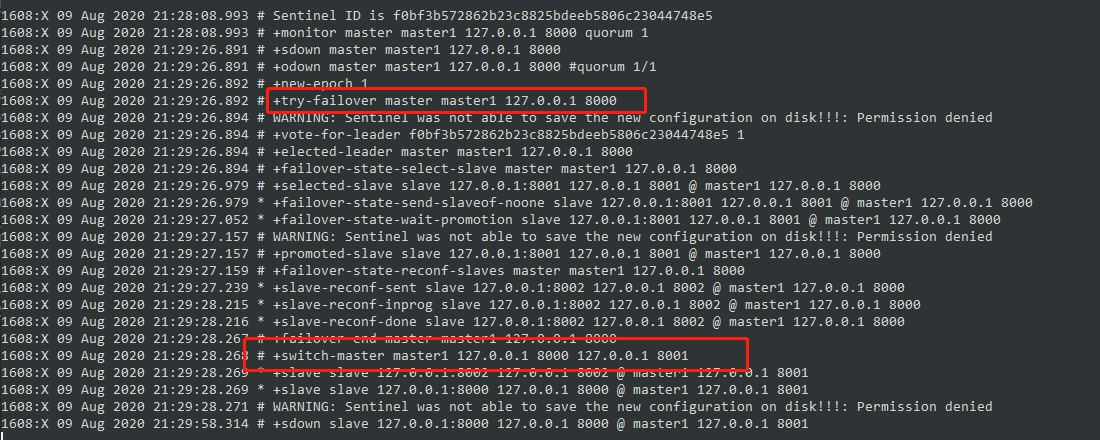 1608:X 09 Aug 2020 21:28:08.993 # Sentinel ID is f0bf3b572862b23c8825bdeeb5806c23044748e5
1608:X 09 Aug 2020 21:28:08.993 # +monitor master master1 127.0.0.1 8000 quorum 1
1608:X 09 Aug 2020 21:29:26.891 # +sdown master master1 127.0.0.1 8000
1608:X 09 Aug 2020 21:29:26.891 # +odown master master1 127.0.0.1 8000 #quorum 1/1
1608:X 09 Aug 2020 21:29:26.892 # +new-epoch 1
1608:X 09 Aug 2020 21:29:26.892 # +try-failover master master1 127.0.0.1 8000
1608:X 09 Aug 2020 21:29:26.894 # WARNING: Sentinel was not able to save the new configuration on disk!!!: Permission denied
1608:X 09 Aug 2020 21:29:26.894 # +vote-for-leader f0bf3b572862b23c8825bdeeb5806c23044748e5 1
1608:X 09 Aug 2020 21:29:26.894 # +elected-leader master master1 127.0.0.1 8000
1608:X 09 Aug 2020 21:29:26.894 # +failover-state-select-slave master master1 127.0.0.1 8000
1608:X 09 Aug 2020 21:29:26.979 # +selected-slave slave 127.0.0.1:8001 127.0.0.1 8001 @ master1 127.0.0.1 8000
1608:X 09 Aug 2020 21:29:26.979 * +failover-state-send-slaveof-noone slave 127.0.0.1:8001 127.0.0.1 8001 @ master1 127.0.0.1 8000
1608:X 09 Aug 2020 21:29:27.052 * +failover-state-wait-promotion slave 127.0.0.1:8001 127.0.0.1 8001 @ master1 127.0.0.1 8000
1608:X 09 Aug 2020 21:29:27.157 # WARNING: Sentinel was not able to save the new configuration on disk!!!: Permission denied
1608:X 09 Aug 2020 21:29:27.157 # +promoted-slave slave 127.0.0.1:8001 127.0.0.1 8001 @ master1 127.0.0.1 8000
1608:X 09 Aug 2020 21:29:27.159 # +failover-state-reconf-slaves master master1 127.0.0.1 8000
1608:X 09 Aug 2020 21:29:27.239 * +slave-reconf-sent slave 127.0.0.1:8002 127.0.0.1 8002 @ master1 127.0.0.1 8000
1608:X 09 Aug 2020 21:29:28.215 * +slave-reconf-inprog slave 127.0.0.1:8002 127.0.0.1 8002 @ master1 127.0.0.1 8000
1608:X 09 Aug 2020 21:29:28.216 * +slave-reconf-done slave 127.0.0.1:8002 127.0.0.1 8002 @ master1 127.0.0.1 8000
1608:X 09 Aug 2020 21:29:28.267 # +failover-end master master1 127.0.0.1 8000
1608:X 09 Aug 2020 21:29:28.268 # +switch-master master1 127.0.0.1 8000 127.0.0.1 8001
1608:X 09 Aug 2020 21:29:28.269 * +slave slave 127.0.0.1:8002 127.0.0.1 8002 @ master1 127.0.0.1 8001
1608:X 09 Aug 2020 21:29:28.269 * +slave slave 127.0.0.1:8000 127.0.0.1 8000 @ master1 127.0.0.1 8001
1608:X 09 Aug 2020 21:29:28.271 # WARNING: Sentinel was not able to save the new configuration on disk!!!: Permission denied
1608:X 09 Aug 2020 21:29:58.314 # +sdown slave 127.0.0.1:8000 127.0.0.1 8000 @ master1 127.0.0.1 8001